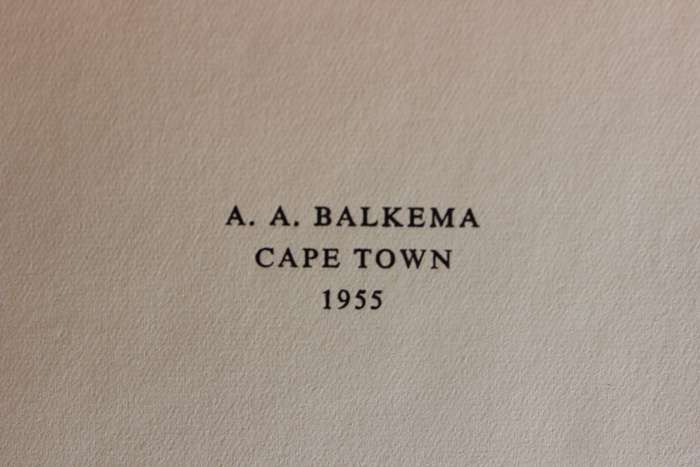 A. A. BALKEMA
CAPE TOWN
1955